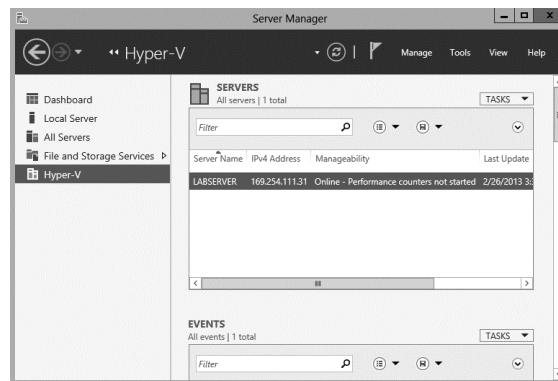 Server Manager
Hyper-V
Manage Tools View Help
Dashboard
Local Server
All Servers
File and Storage Services
Hyper-V
SERVERS
All servers | 1 total
TASKS
Filter
Server Name IPv4 Address Manageability Last Update
LABSERVER 169.254.111.31 Online - Performance counters not started 2/26/2013
EVENTS
All events | 1 total
TASKS
Filter